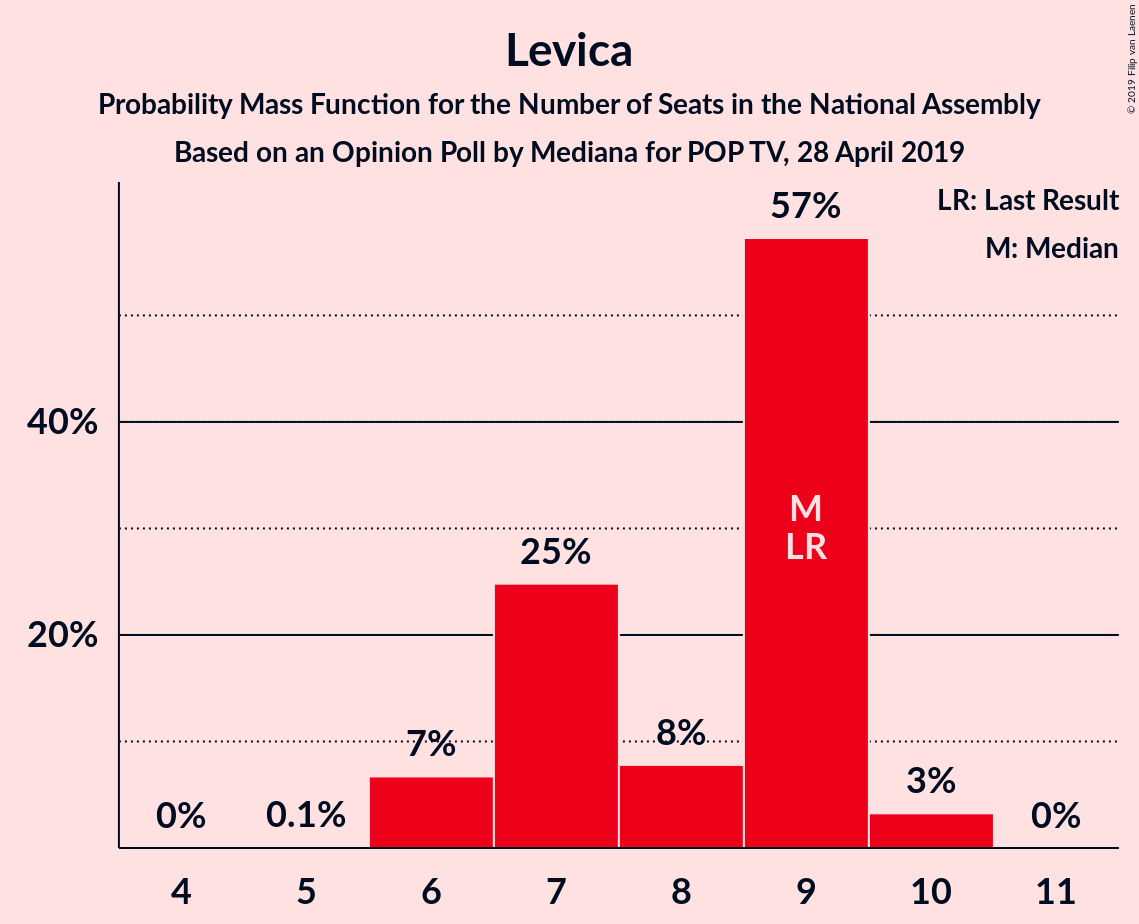 Levica
Probability Mass Function for the Number of Seats in the National Assembly
Based on an Opinion Poll by Mediana for POP TV, 28 April 2019
© 2019 Filip van Laenen
LR: Last Result
M: Median
57%
40%
M
LR
25%
20%
7%
8%
3%
0%
0.1%
0%
4 5 6 7 8 9 10 11